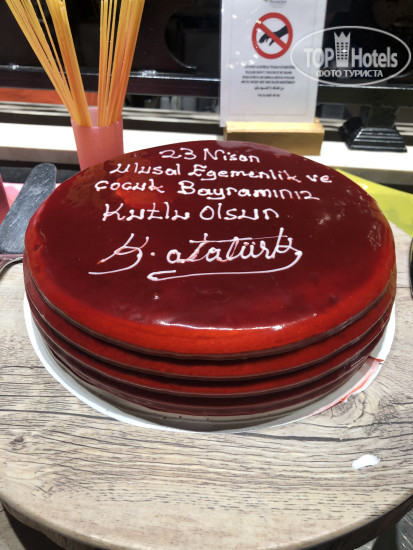 23 Nisan
ulusal Egemenlik ve
çocuk Bayramınız
Kutlu Olsun
K. atatürk
TOP Hotels
ФОТО ТУРИСТА